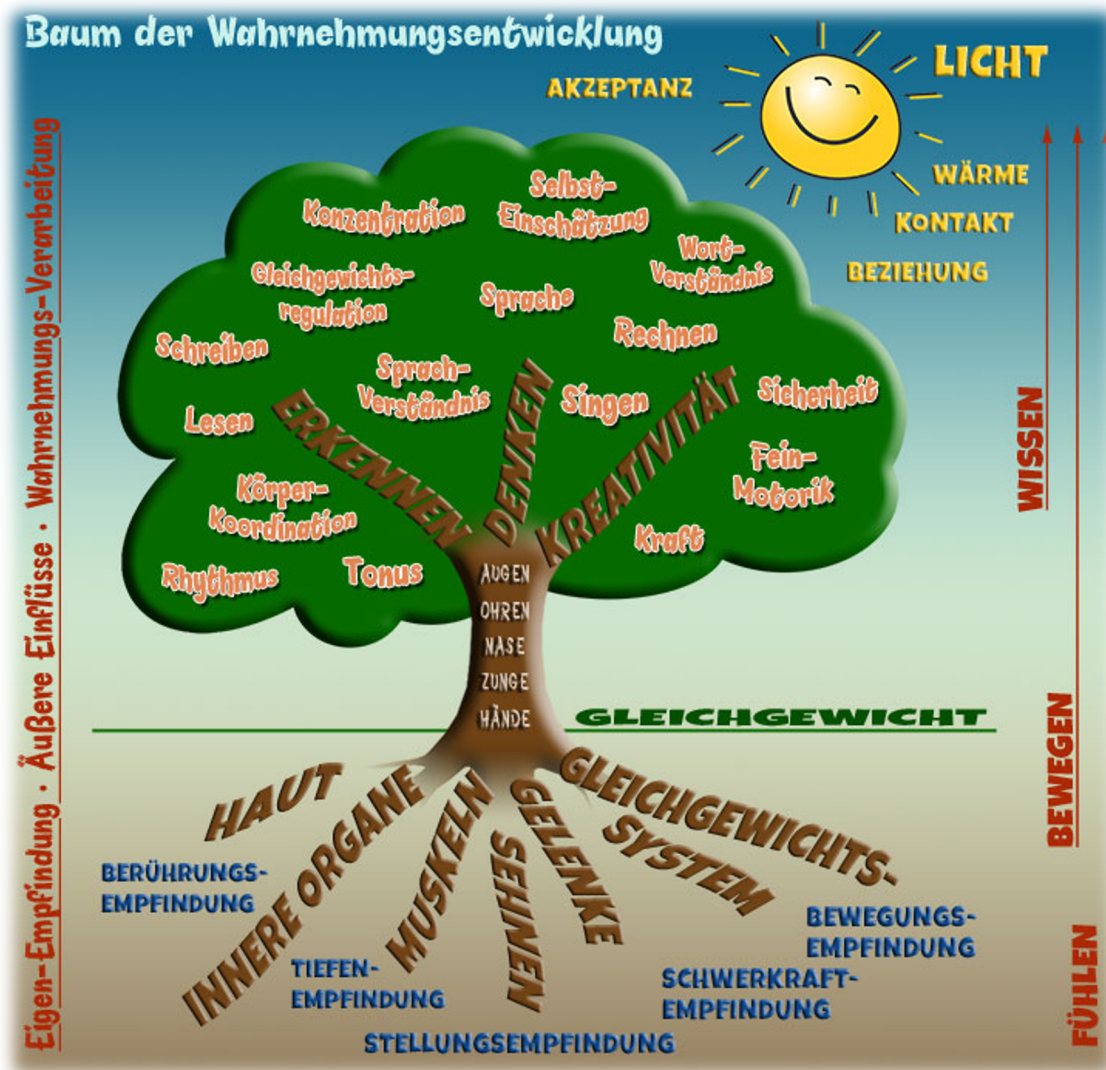 Baum der Wahrnehmungsentwicklung
AKZEPTANZ
LICHT
WÄRME
KONTAKT
BEZIEHUNG
Eigen-Empfindung · Äußere Einflüsse · Wahrnehmungs-Verarbeitung
Konzentration
Selbst-
Einschätzung
Gleichgewichts-
regulation
Sprache
Wort-
Verständnis
Schreiben
Rechnen
Sprach-
Verständnis
Singen
Sicherheit
Lesen
Fein-
Motorik
Körper-
Koordination
Kraft
Rhythmus
Tonus
ERKENNEN
DENKEN
KREATIVITÄT
AUGEN
OHREN
NASE
ZUNGE
HÄNDE
GLEICHGEWICHT
HAUT
INNERE ORGANE
MUSKELN
SEHNEN
GELENKE
GLEICHGEWICHTS-
SYSTEM
BERÜHRUNGS-
EMPFINDUNG
TIEFEN-
EMPFINDUNG
STELLUNGSEMPFINDUNG
SCHWERKRAFT-
EMPFINDUNG
BEWEGUNGS-
EMPFINDUNG
WISSEN
BEWEGEN
FÜHLEN